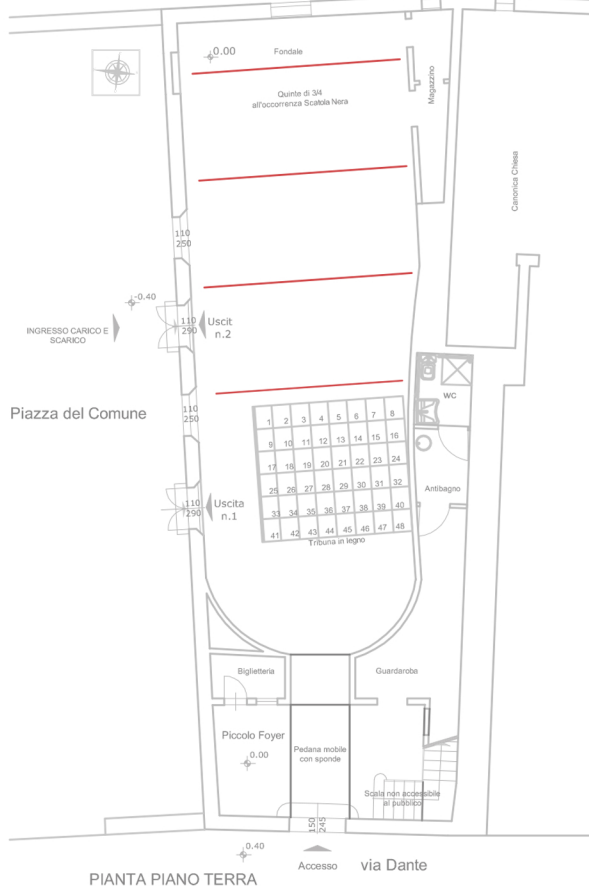 0.00
Fondale
Quinte di 3/4
all'occorrenza Scatola Nera
Magazzino
Canonica Chiesa
110
250
-0.40
INGRESSO CARICO E
SCARICO
110
290
Uscit
n.2
WC
Piazza del Comune
110
250
1 2 3 4 5 6 7 8
9 10 11 12 13 14 15 16
17 18 19 20 21 22 23 24
25 26 27 28 29 30 31 32
33 34 35 36 37 38 39 40
41 42 43 44 45 46 47 48
Tribuna in legno
Antibagno
110
290
Uscita
n.1
Biglietteria
Guardaroba
Piccolo Foyer
0.00
Pedana mobile
con sponde
Scala non accessibile
al pubblico
150
245
0.40
Accesso
via Dante
PIANTA PIANO TERRA